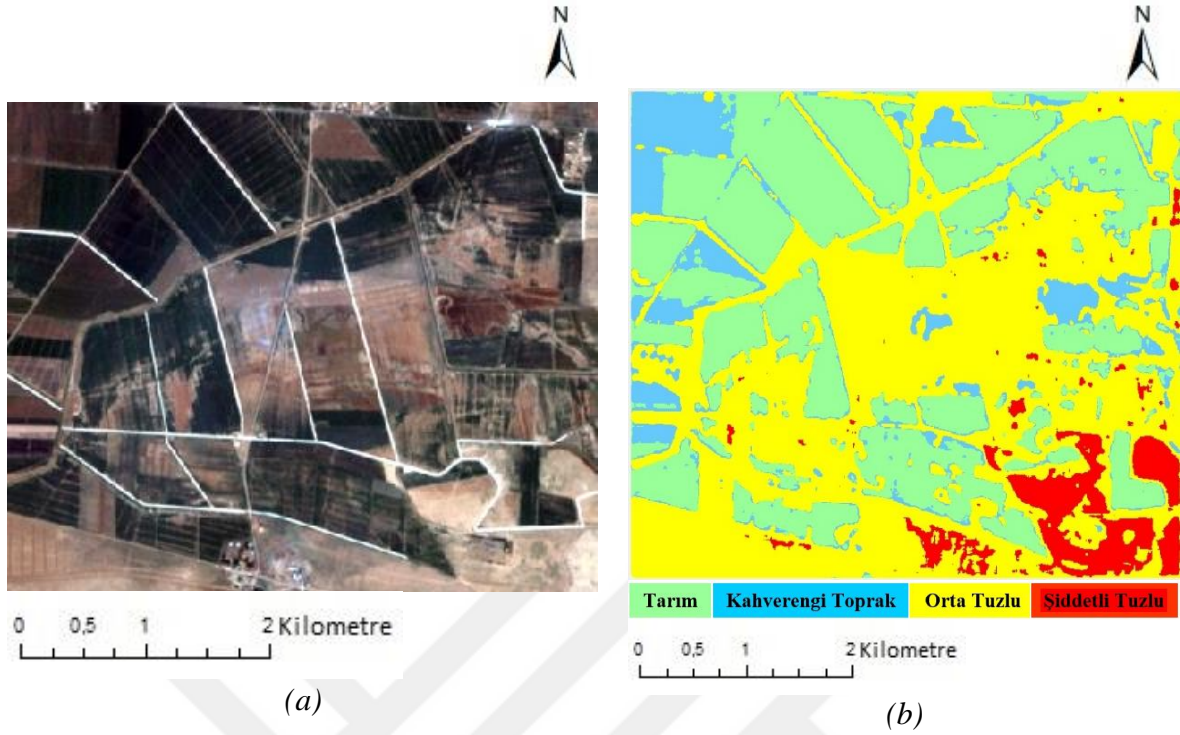 N
N
0 0,5 1 2 Kilometre
(a)
Tarım Kahverengi Toprak Orta Tuzlu Şiddetli Tuzlu
0 0,5 1 2 Kilometre
(b)